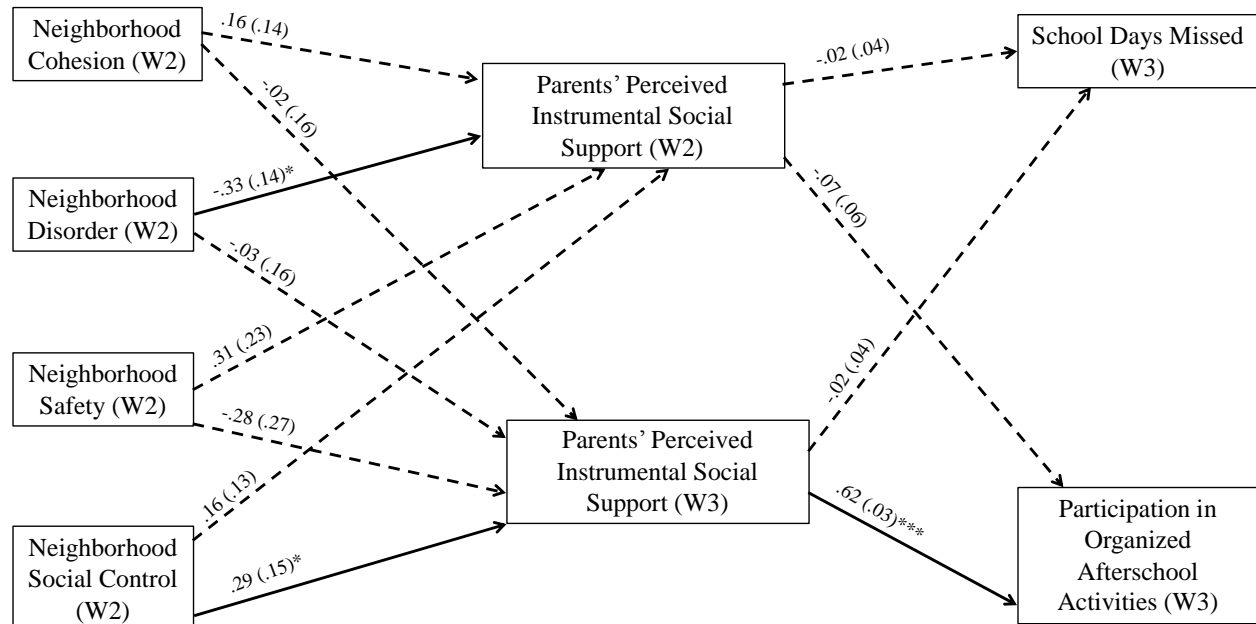 Neighborhood
Cohesion (W2)
Neighborhood
Disorder (W2)
Neighborhood
Safety (W2)
Neighborhood
Social Control
(W2)
.16 (.14)
-.02 (.16)
-.33 (.14)*
-.03 (.16)
.31 (.23)
-.28 (.27)
.16 (.13)
.29 (.15)*
Parents’ Perceived
Instrumental Social
Support (W2)
Parents’ Perceived
Instrumental Social
Support (W3)
-.02 (.04)
-.07 (.06)
-.02 (.04)
.62 (.03)***
School Days Missed
(W3)
Participation in
Organized
Afterschool
Activities (W3)